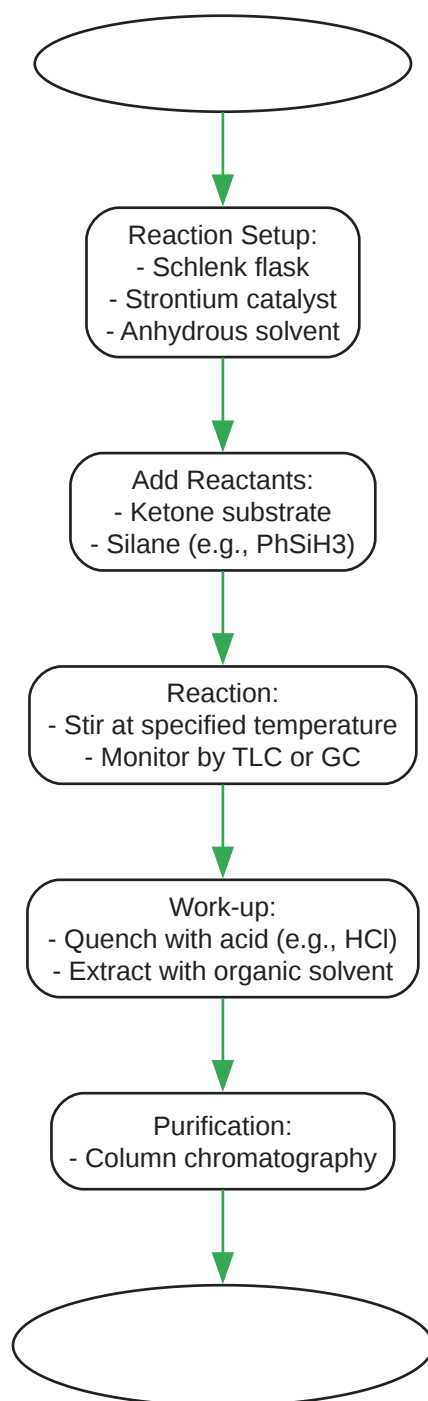 Reaction Setup:
- Schlenk flask
- Strontium catalyst
- Anhydrous solvent
Add Reactants:
- Ketone substrate
- Silane (e.g., PhSiH3)
Reaction:
- Stir at specified temperature
- Monitor by TLC or GC
Work-up:
- Quench with acid (e.g., HCl)
- Extract with organic solvent
Purification:
- Column chromatography